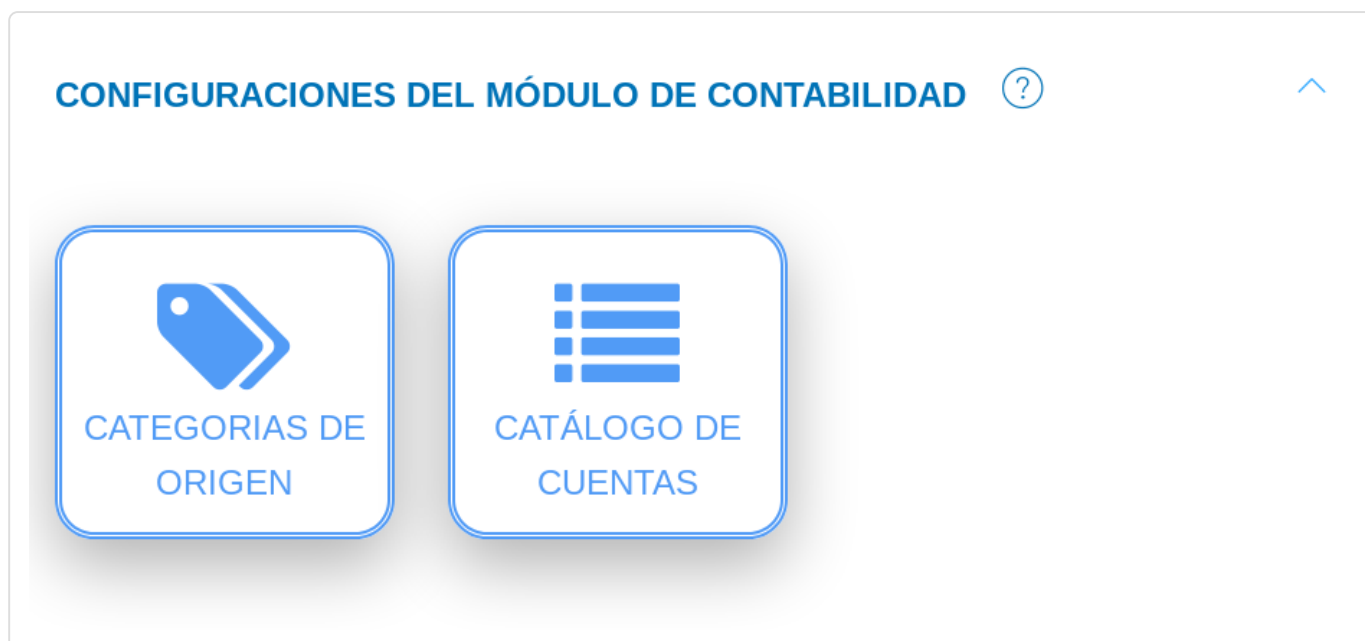 CONFIGURACIONES DEL MÓDULO DE CONTABILIDAD ?
CATEGORIAS DE
ORIGEN
CATÁLOGO DE
CUENTAS